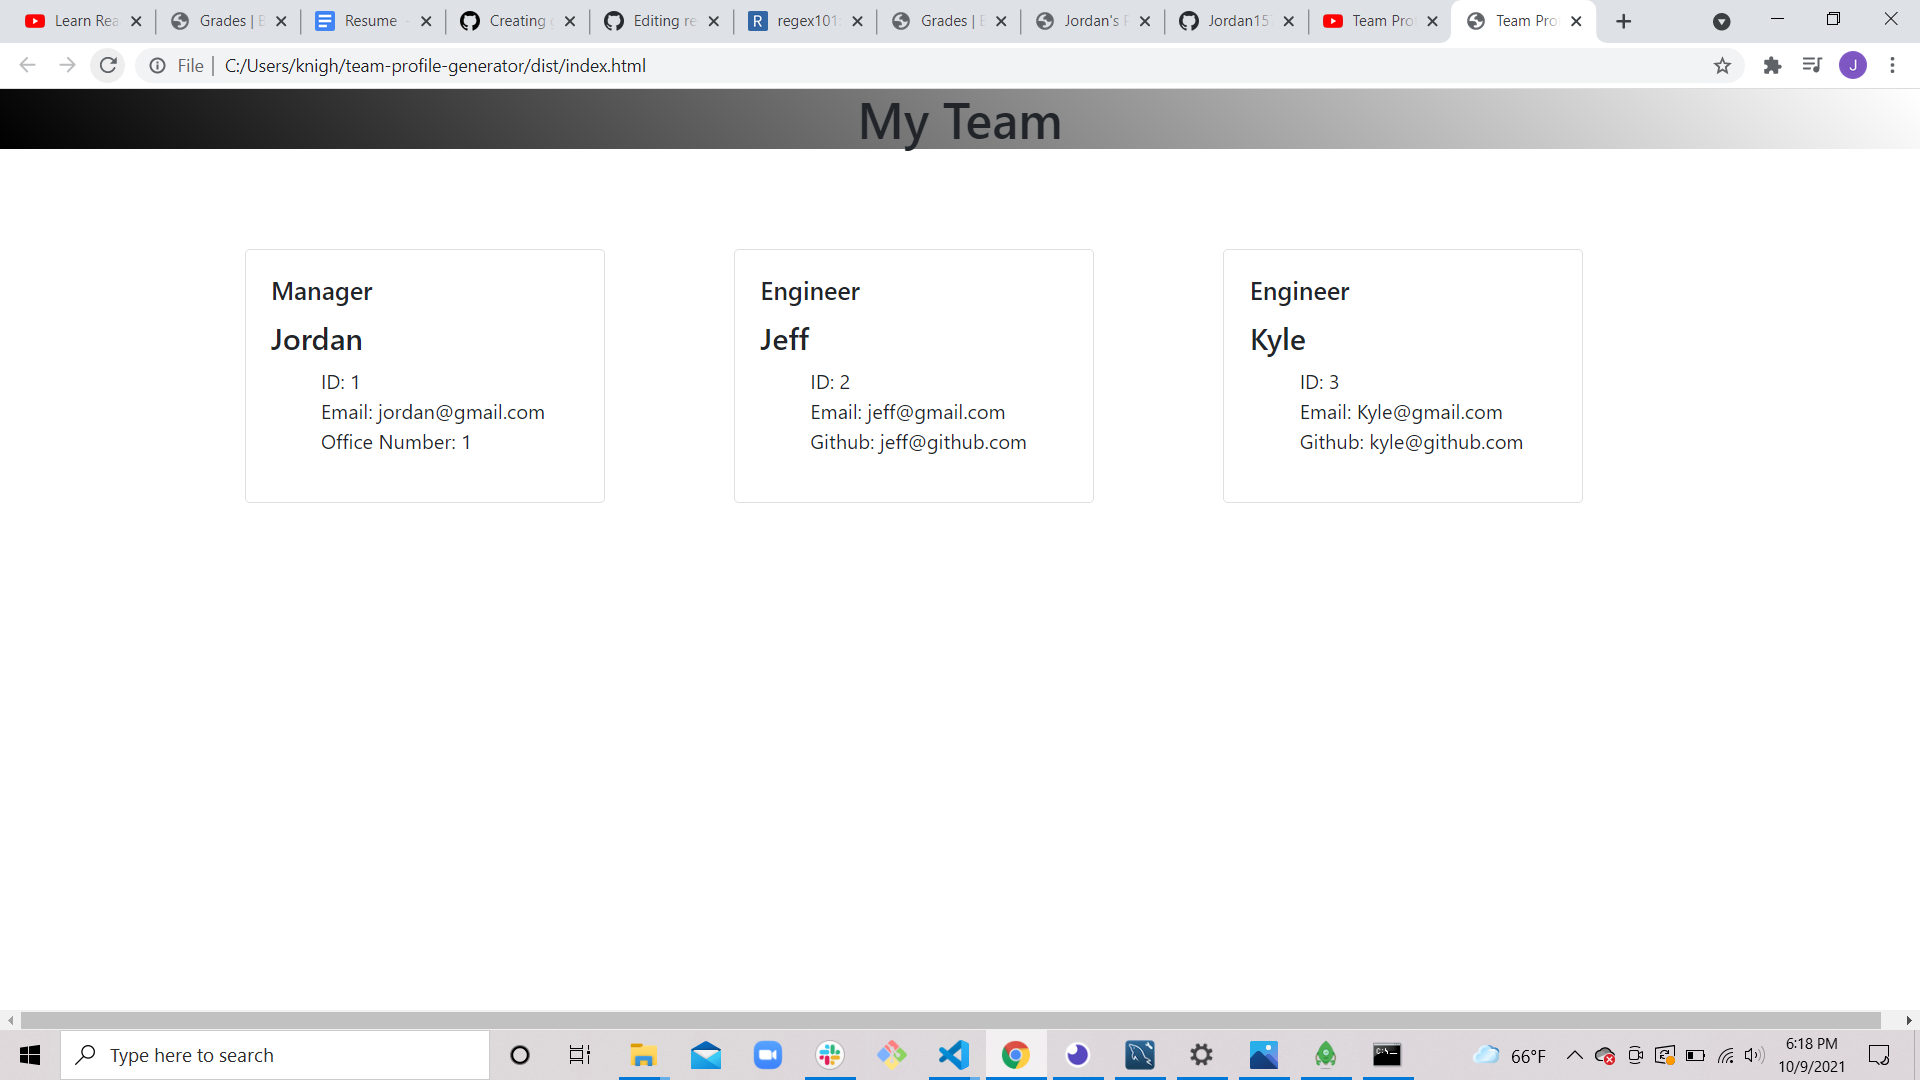 Learn Rea
Grades | B
Resume -
Creating g
Editing re
regex101:
Grades | B
Jordan's P
Jordan15
Team Pro
Team Pro
File | C:/Users/knigh/team-profile-generator/dist/index.html
J
My Team
Manager
Jordan
ID: 1
Email: jordan@gmail.com
Office Number: 1
Engineer
Jeff
ID: 2
Email: jeff@gmail.com
Github: jeff@github.com
Engineer
Kyle
ID: 3
Email: Kyle@gmail.com
Github: kyle@github.com
Type here to search
66°F
6:18 PM
10/9/2021